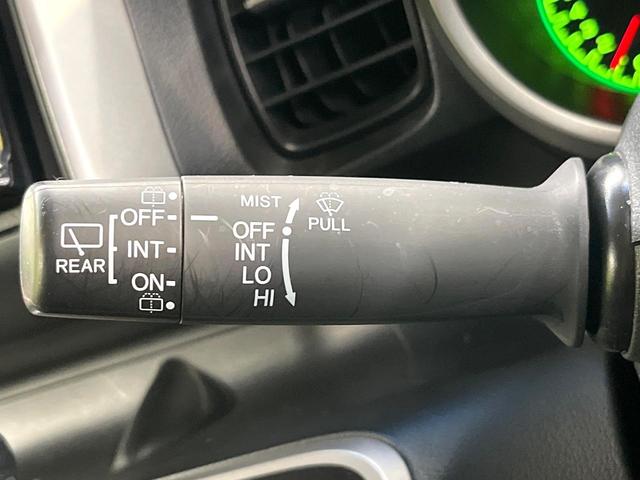 REAR
OFF
INT
ON
MIST
OFF
INT
LO
HI
PULL